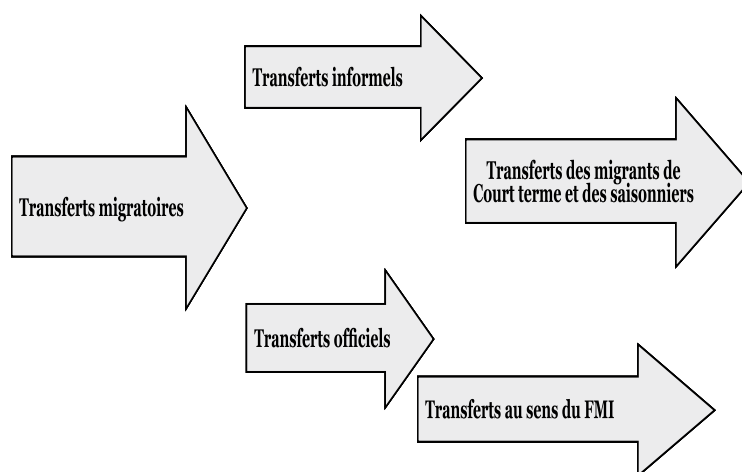 Transferts informels
Transferts des migrants de
Court terme et des saisonniers
Transferts migratoires
Transferts officiels
Transferts au sens du FMI